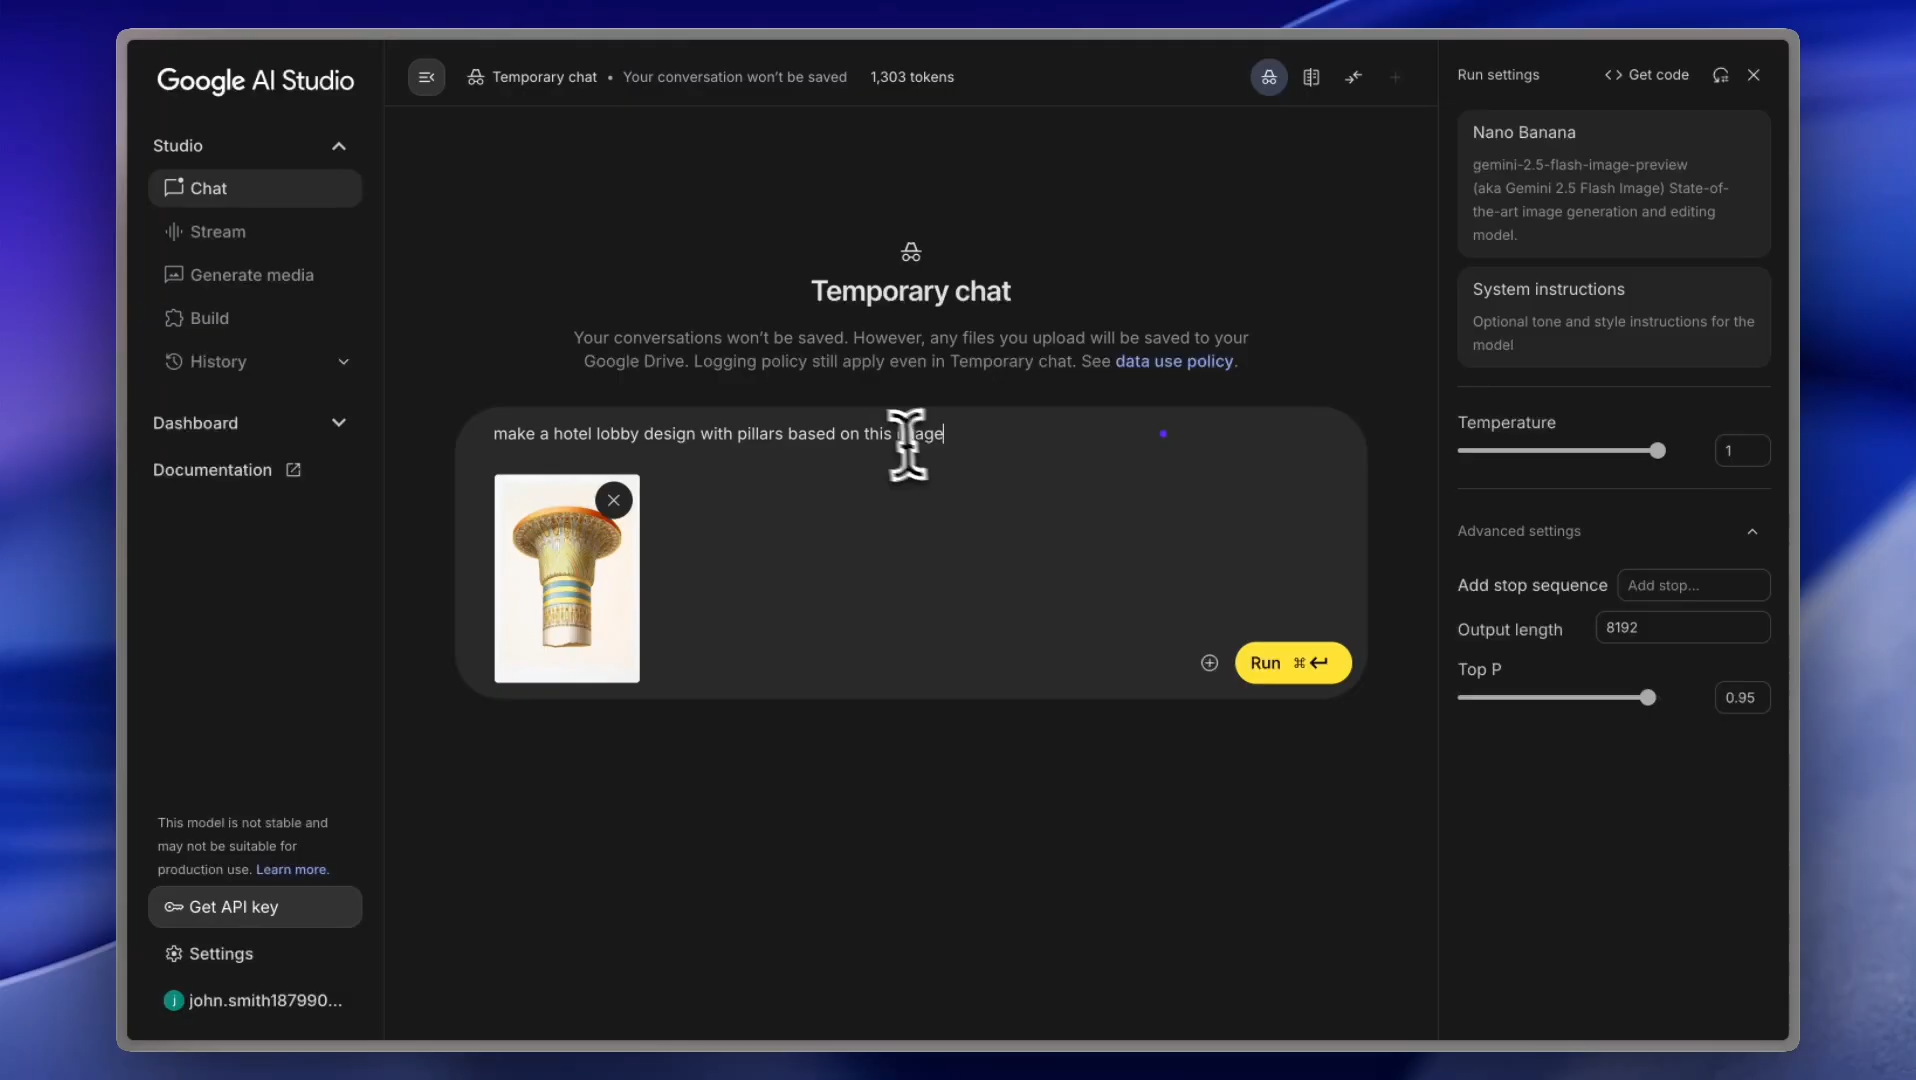 Google AI Studio
Studio
Chat
Stream
Generate media
Build
History
Dashboard
Documentation
This model is not stable and
may not be suitable for
production use. Learn more.
Get API key
Settings
j john.smith187990...
Temporary chat • Your conversation won't be saved 1,303 tokens
Temporary chat
Your conversations won't be saved. However, any files you upload will be saved to your
Google Drive. Logging policy still apply even in Temporary chat. See data use policy.
make a hotel lobby design with pillars based on this image
Run ⌘ ↵
Run settings
<> Get code
Nano Banana
gemini-2.5-flash-image-preview
(aka Gemini 2.5 Flash Image) State-of-
the-art image generation and editing
model.
System instructions
Optional tone and style instructions for the
model
Temperature
1
Advanced settings
Add stop sequence Add stop...
Output length 8192
Top P
0.95